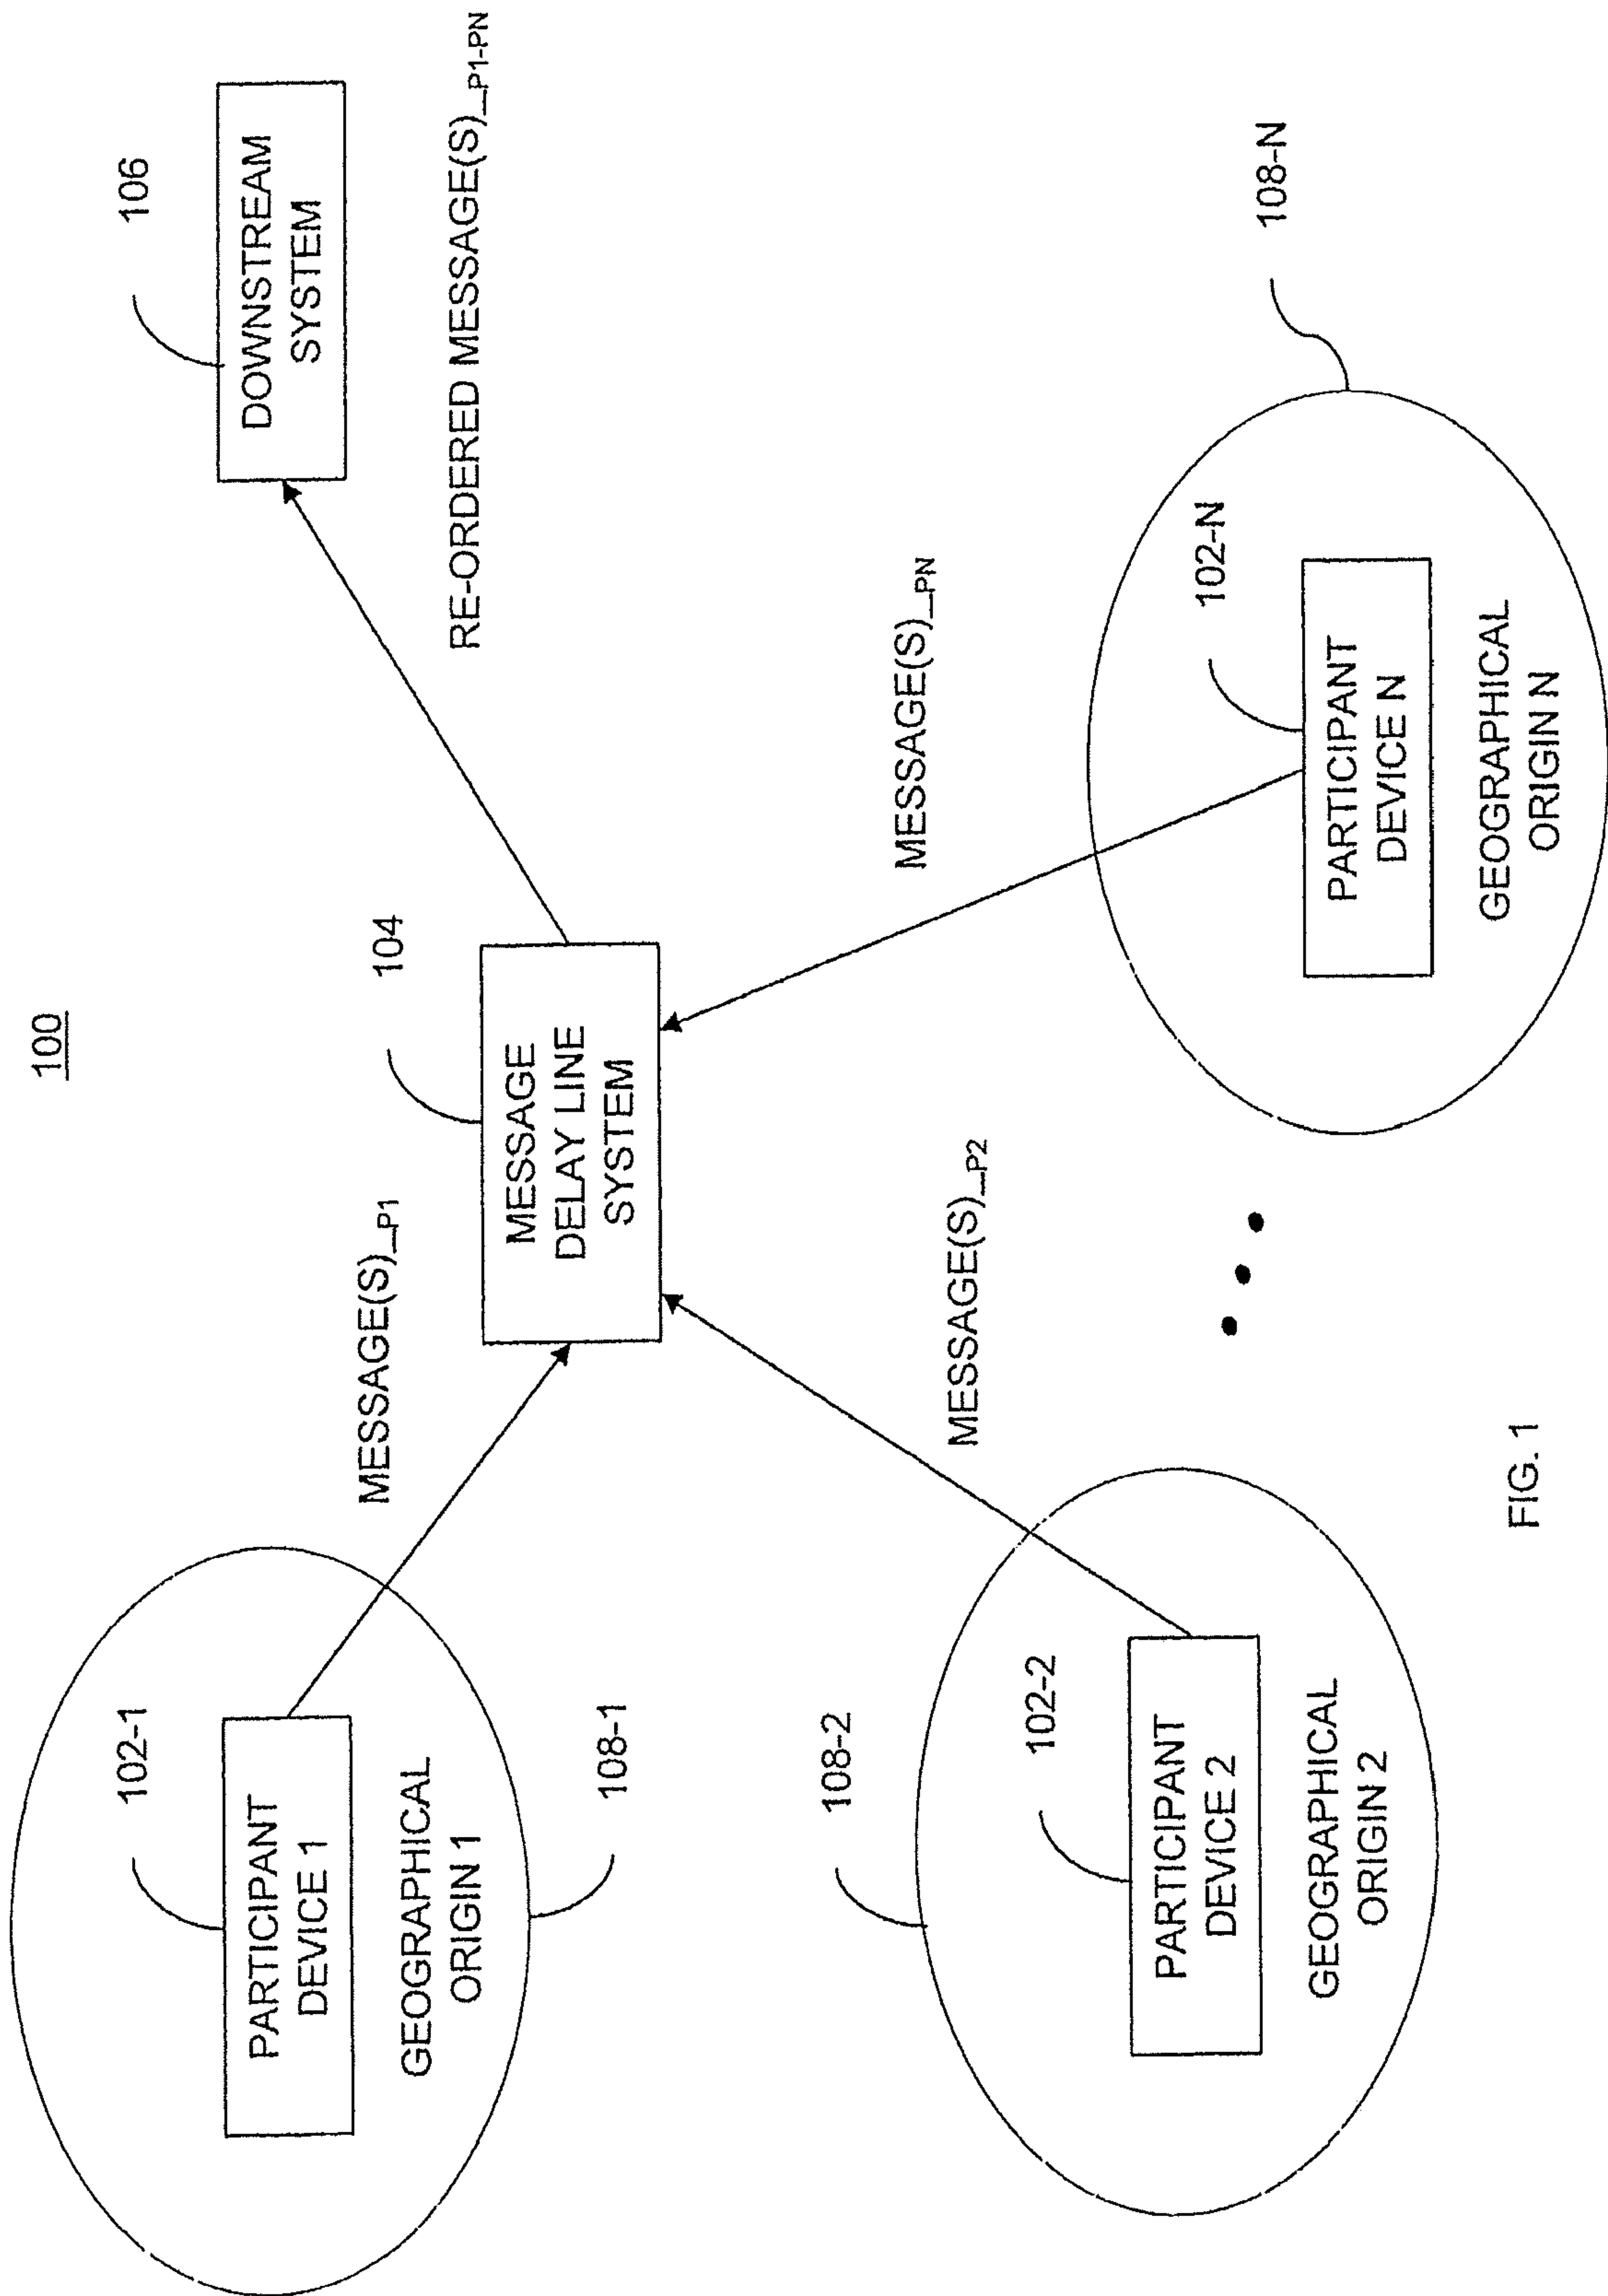 100
102-1
PARTICIPANT
DEVICE 1
GEOGRAPHICAL
ORIGIN 1
108-1
MESSAGE(S)_P1
104
MESSAGE
DELAY LINE
SYSTEM
106
DOWNSTREAM
SYSTEM
RE-ORDERED MESSAGE(S)_P1-PN
108-2
102-2
PARTICIPANT
DEVICE 2
GEOGRAPHICAL
ORIGIN 2
MESSAGE(S)_P2
MESSAGE(S)_PN
108-N
102-N
PARTICIPANT
DEVICE N
GEOGRAPHICAL
ORIGIN N
FIG. 1